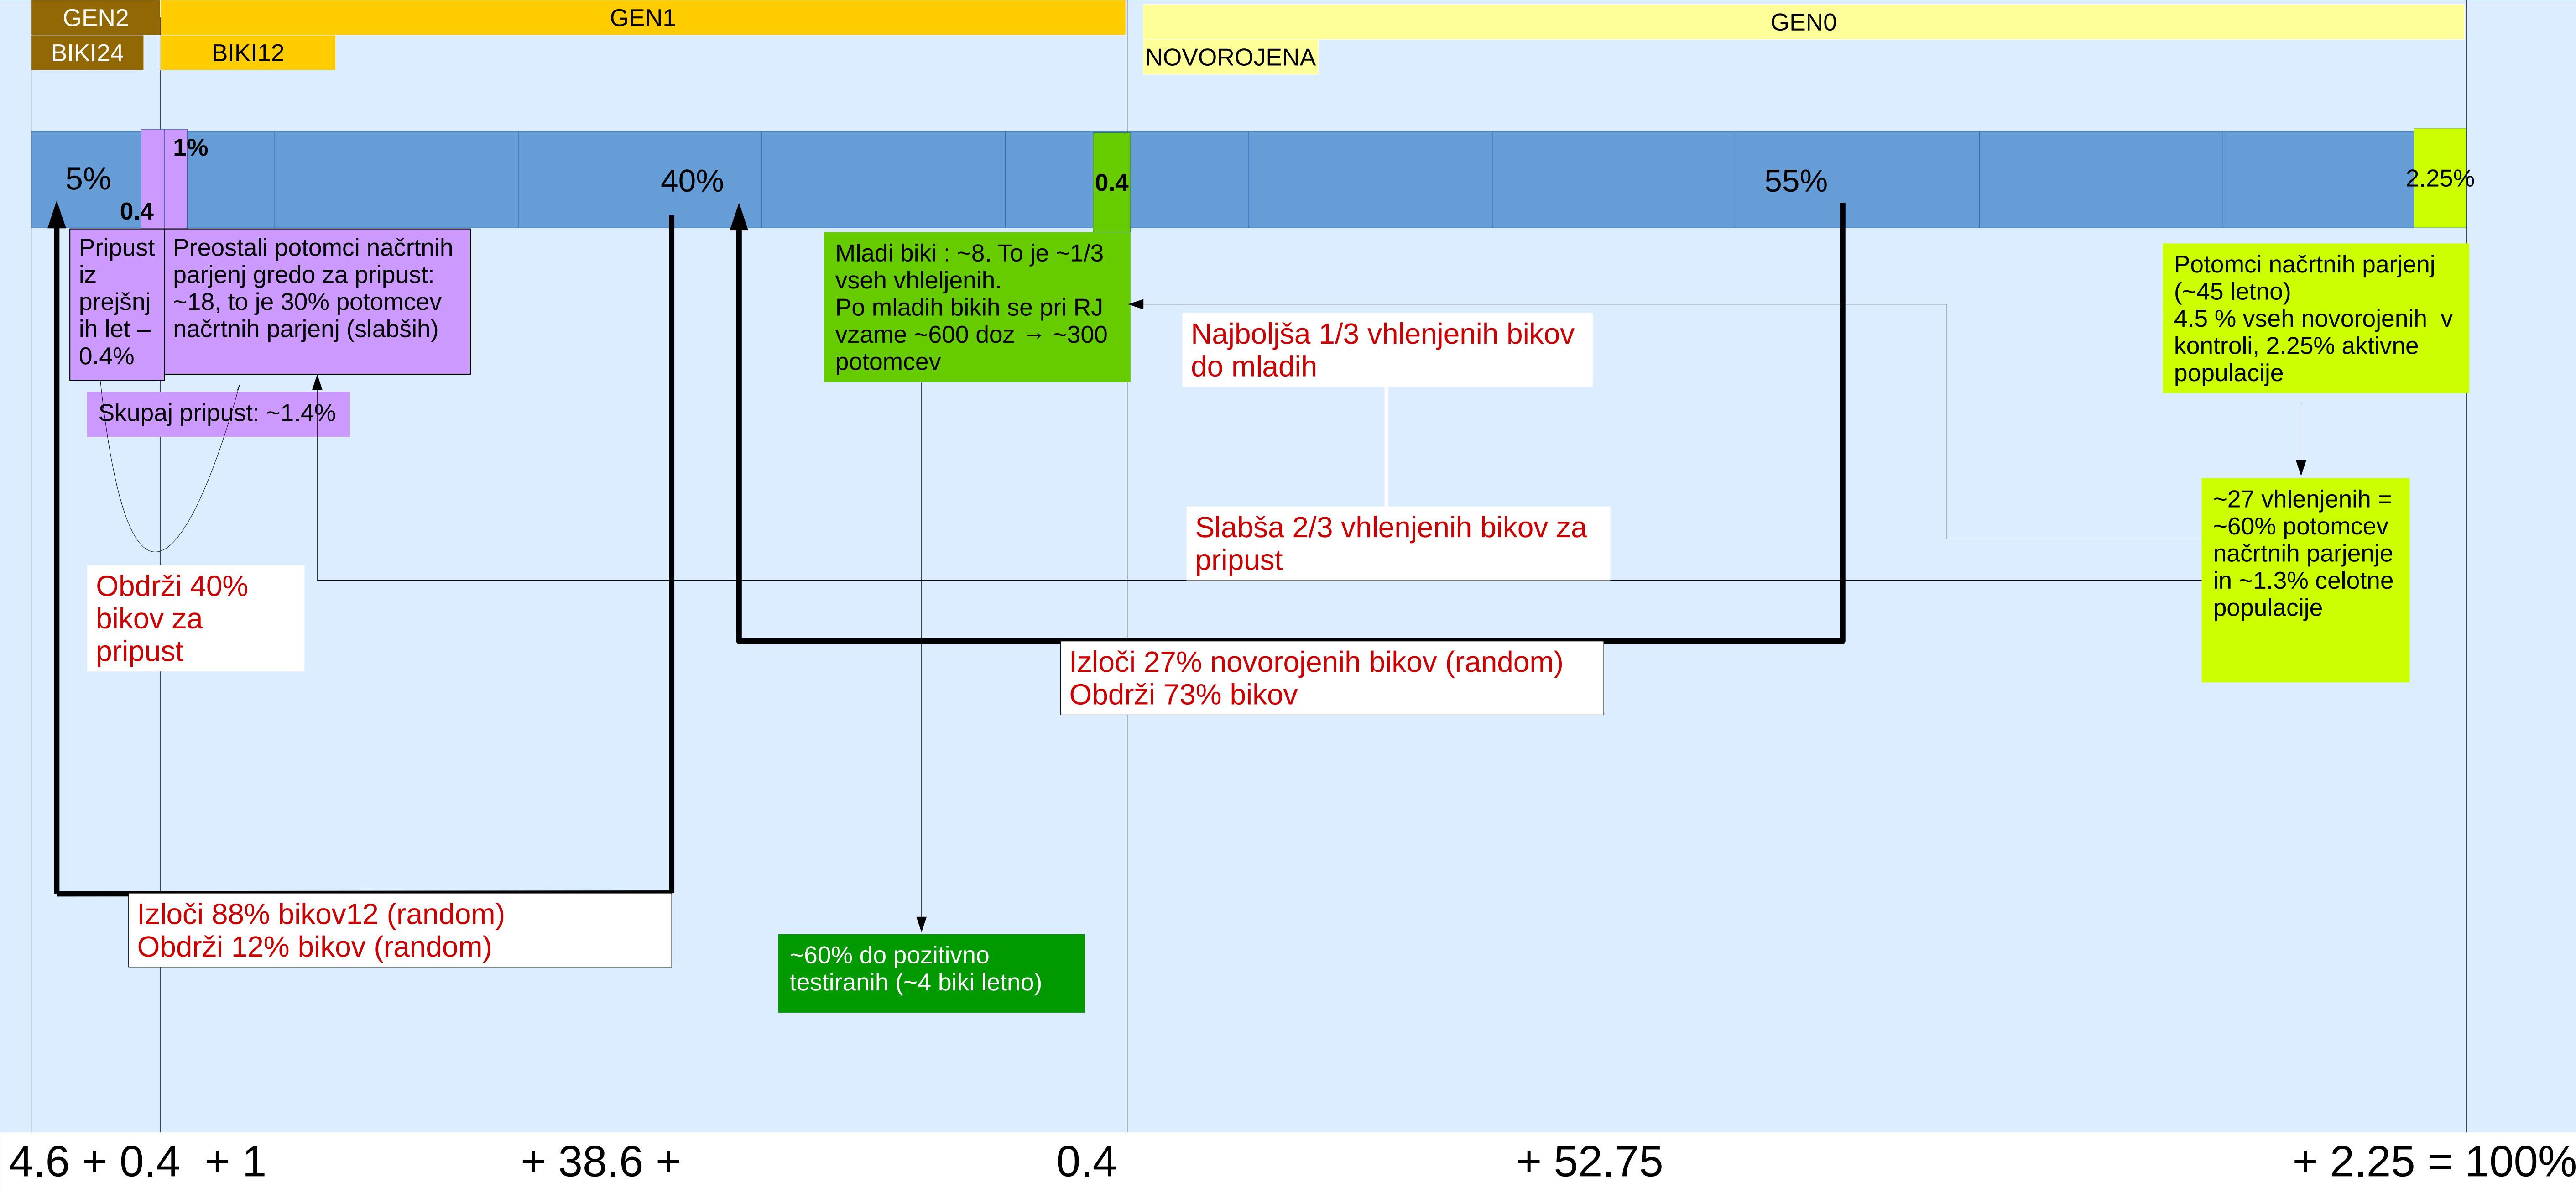 GEN2
GEN1
GEN0
BIKI24
BIKI12
NOVOROJENA
5%
0.4
1%
40%
0.4
55%
2.25%
Pripust
iz
prejšnj
ih let –
0.4%
Preostali potomci načrtnih
parjenj gredo za pripust:
~18, to je 30% potomcev
načrtnih parjenj (slabših)
Skupaj pripust: ~1.4%
Mladi biki : ~8. To je ~1/3
vseh vhleljenih.
Po mladih bikih se pri RJ
vzame ~600 doz → ~300
potomcev
Najboljša 1/3 vhlenjenih bikov
do mladih
Potomci načrtnih parjenj
(~45 letno)
4.5 % vseh novorojenih v
kontroli, 2.25% aktivne
populacije
Slabša 2/3 vhlenjenih bikov za
pripust
~27 vhlenjenih =
~60% potomcev
načrtnih parjenje
in ~1.3% celotne
populacije
Obdrži 40%
bikov za
pripust
Izloči 27% novorojenih bikov (random)
Obdrži 73% bikov
Izloči 88% bikov12 (random)
Obdrži 12% bikov (random)
~60% do pozitivno
testiranih (~4 biki letno)
4.6 + 0.4 + 1 + 38.6 + 0.4 + 52.75 + 2.25 = 100%